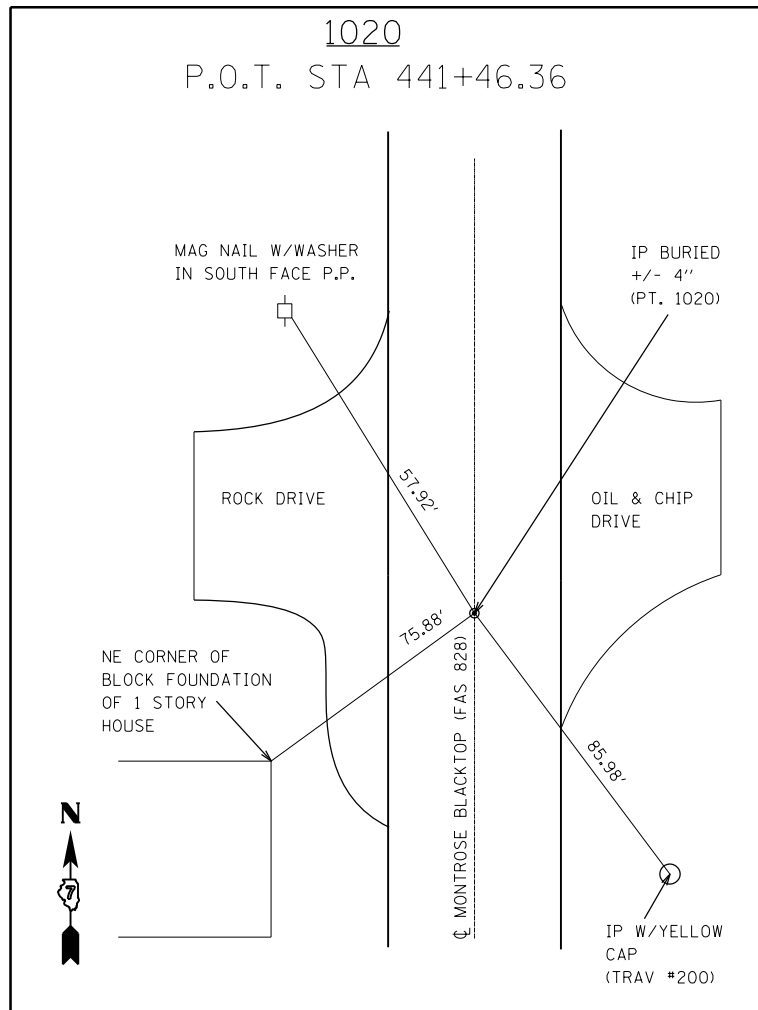 1020
P.O.T. STA 441+46.36
MAG NAIL W/WASHER
IN SOUTH FACE P.P.
IP BURIED
+/- 4''
(PT. 1020)
57.92'
ROCK DRIVE
OIL & CHIP
DRIVE
75.88'
NE CORNER OF
BLOCK FOUNDATION
OF 1 STORY
HOUSE
℄ MONTROSE BLACKTOP (FAS 828)
85.98'
N
7
IP W/YELLOW
CAP
(TRAV #200)